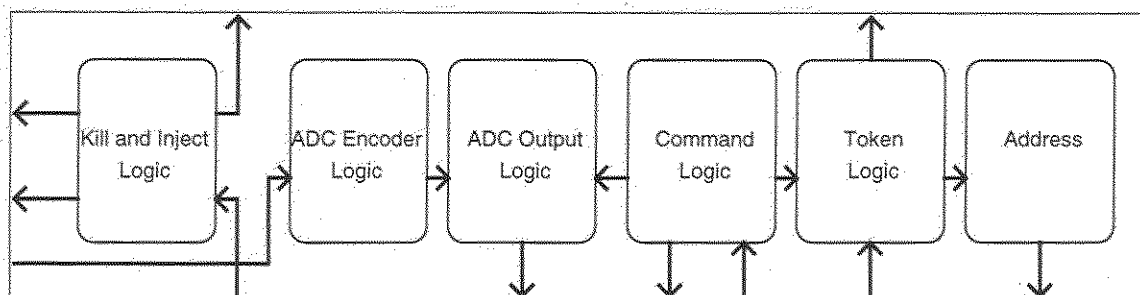 Kill and Inject
Logic
ADC Encoder
Logic
ADC Output
Logic
Command
Logic
Token
Logic
Address